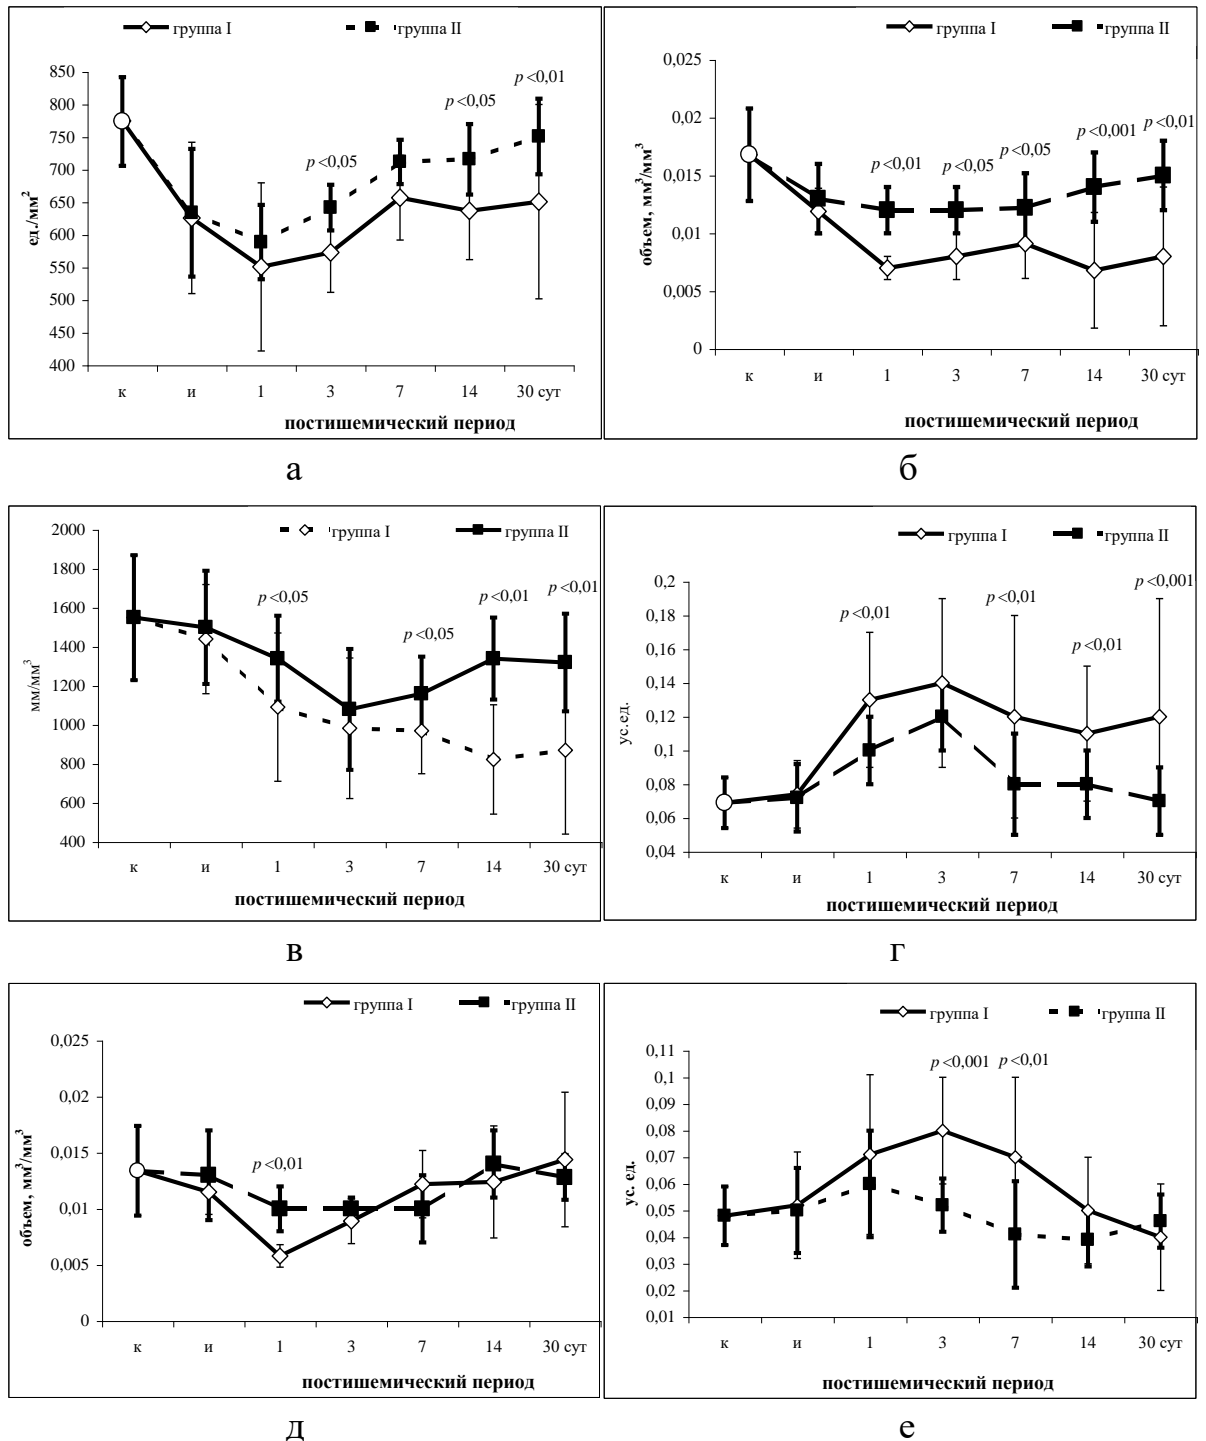 группа I группа II
850
800
750
700
650
600
550
500
450
400
ед./мм²
p<0,05
p<0,05
p<0,01
к и 1 3 7 14 30 сут
постишемический период
а
группа I группа II
0,025
0,02
0,015
0,01
0,005
0
объем, мм³/мм³
p<0,01
p<0,05
p<0,05
p<0,001
p<0,01
к и 1 3 7 14 30 сут
постишемический период
б
группа I группа II
2000
1800
1600
1400
1200
1000
800
600
400
мм/мм³
p<0,05
p<0,05
p<0,01
p<0,01
к и 1 3 7 14 30 сут
постишемический период
в
группа I группа II
0,2
0,18
0,16
0,14
0,12
0,1
0,08
0,06
0,04
ус.ед.
p<0,01
p<0,01
p<0,01
p<0,001
к и 1 3 7 14 30 сут
постишемический период
г
группа I группа II
0,025
0,02
0,015
0,01
0,005
0
объем, мм³/мм³
p<0,01
к и 1 3 7 14 30 сут
постишемический период
д
группа I группа II
0,11
0,1
0,09
0,08
0,07
0,06
0,05
0,04
0,03
0,02
0,01
ус. ед.
p<0,001 p<0,01
к и 1 3 7 14 30 сут
постишемический период
е